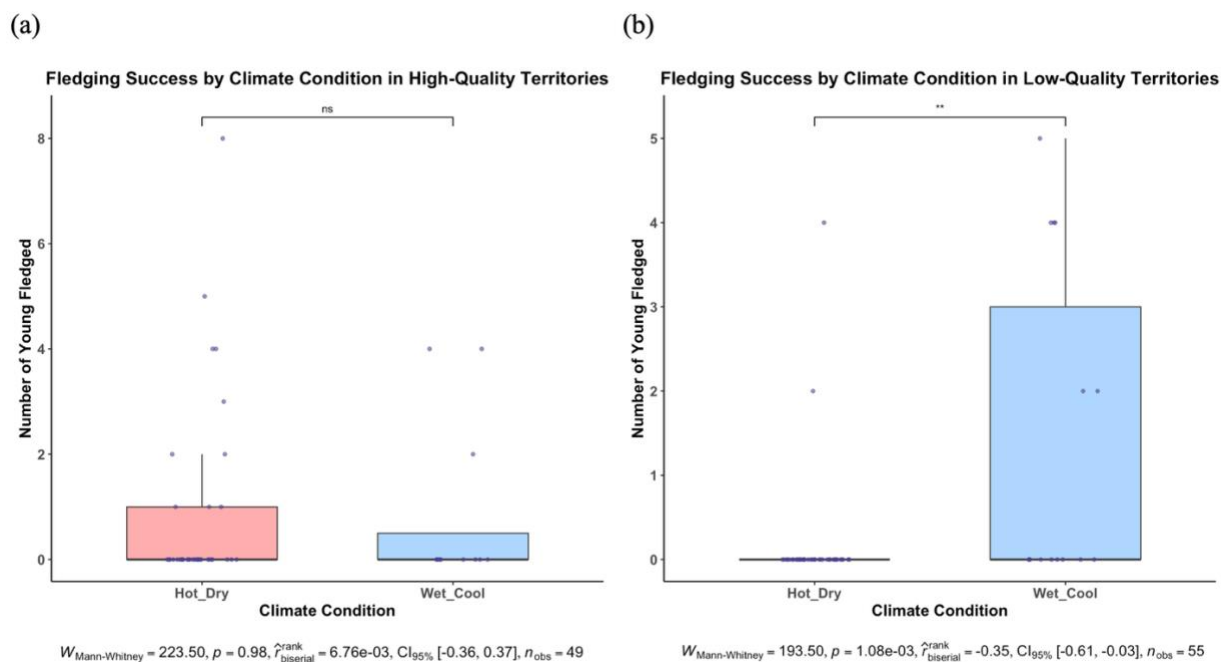 (a)
(b)
Fledging Success by Climate Condition in High-Quality Territories
ns
8
6
4
2
0
Number of Young Fledged
Hot_Dry
Wet_Cool
Climate Condition
W_Mann-Whitney = 223.50, p = 0.98, r̂^rank_biserial = 6.76e-03, CI_95% [-0.36, 0.37], n_obs = 49
Fledging Success by Climate Condition in Low-Quality Territories
**
5
4
3
2
1
0
Number of Young Fledged
Hot_Dry
Wet_Cool
Climate Condition
W_Mann-Whitney = 193.50, p = 1.08e-03, r̂^rank_biserial = -0.35, CI_95% [-0.61, -0.03], n_obs = 55